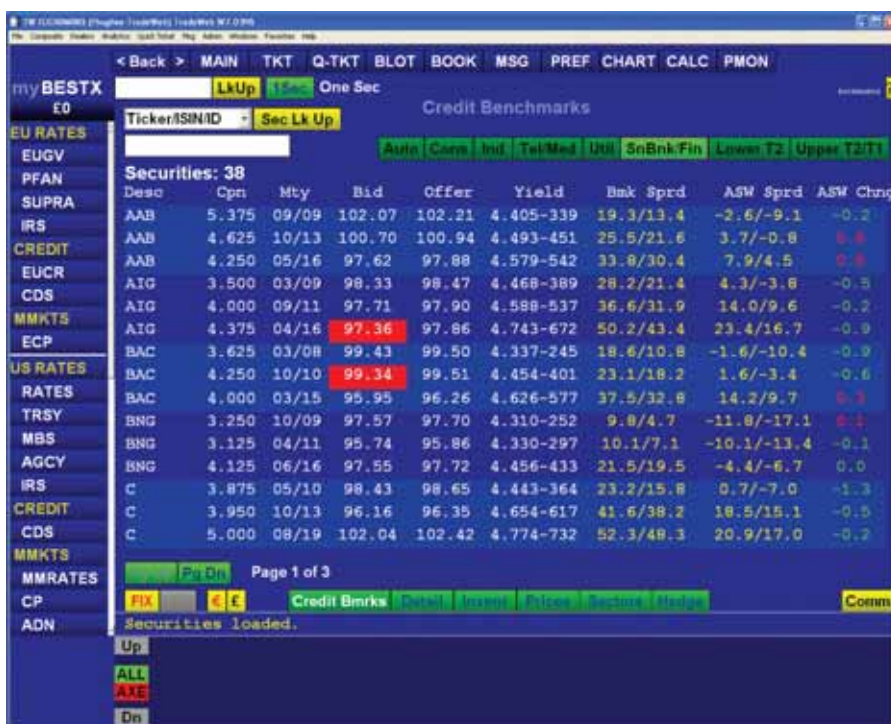 File Composite Dealers Analytics Quick Ticket Msg Admin Windows Favorites Help
< Back > MAIN TKT Q-TKT BLOT BOOK MSG PREF CHART CALC PMON
myBESTX LkUp 1Sec One Sec
£0 Credit Benchmarks
Ticker/ISIN/ID Sec Lk Up
EU RATES
EUGV
PFAN
SUPRA
IRS
CREDIT
EUCR
CDS
MMKTS
ECP
US RATES
RATES
TRSY
MBS
AGCY
IRS
CREDIT
CDS
MMKTS
MMRATES
CP
ADN
Auto Cons Ind Tel/Med Util SnBnk/Fin Lower T2 Upper T2/T1
Securities: 38
Desc Cpn Mty Bid Offer Yield Bmk Sprd ASW Sprd ASW Chng
AAB 5.375 09/09 102.07 102.21 4.405-339 19.3/13.4 -2.6/-9.1 -0.2
AAB 4.625 10/13 100.70 100.94 4.493-451 25.5/21.6 3.7/-0.8
AAB 4.250 05/16 97.62 97.88 4.579-542 33.8/30.4 7.9/4.5
AIG 3.500 03/09 98.33 98.47 4.468-389 28.2/21.4 4.3/-3.8 -0.5
AIG 4.000 09/11 97.71 97.90 4.588-537 36.6/31.9 14.0/9.6 -0.2
AIG 4.375 04/16 97.36 97.86 4.743-672 50.2/43.4 23.4/16.7 -0.9
BAC 3.625 03/08 99.43 99.50 4.337-245 18.6/10.8 -1.6/-10.4 -0.9
BAC 4.250 10/10 99.34 99.51 4.454-401 23.1/18.2 1.6/-3.4 -0.6
BAC 4.000 03/15 95.95 96.26 4.626-577 37.5/32.8 14.2/9.7 0.3
BNG 3.250 10/09 97.57 97.70 4.310-252 9.8/4.7 -11.8/-17.1 0.1
BNG 3.125 04/11 95.74 95.86 4.330-297 10.1/7.1 -10.1/-13.4 -0.1
BNG 4.125 06/16 97.55 97.72 4.456-433 21.5/19.5 -4.4/-6.7 0.0
C 3.875 05/10 98.43 98.65 4.443-364 23.2/15.8 0.7/-7.0 -1.3
C 3.950 10/13 96.16 96.35 4.654-617 41.6/38.2 18.5/15.1 -0.5
C 5.000 08/19 102.04 102.42 4.774-732 52.3/48.3 20.9/17.0 -0.2
Pg Dn Page 1 of 3
FIX € £ Credit Bmrks Detail Invent Prices Sectors Hedge Comm
Securities loaded.
Up
ALL
AXE
Dn